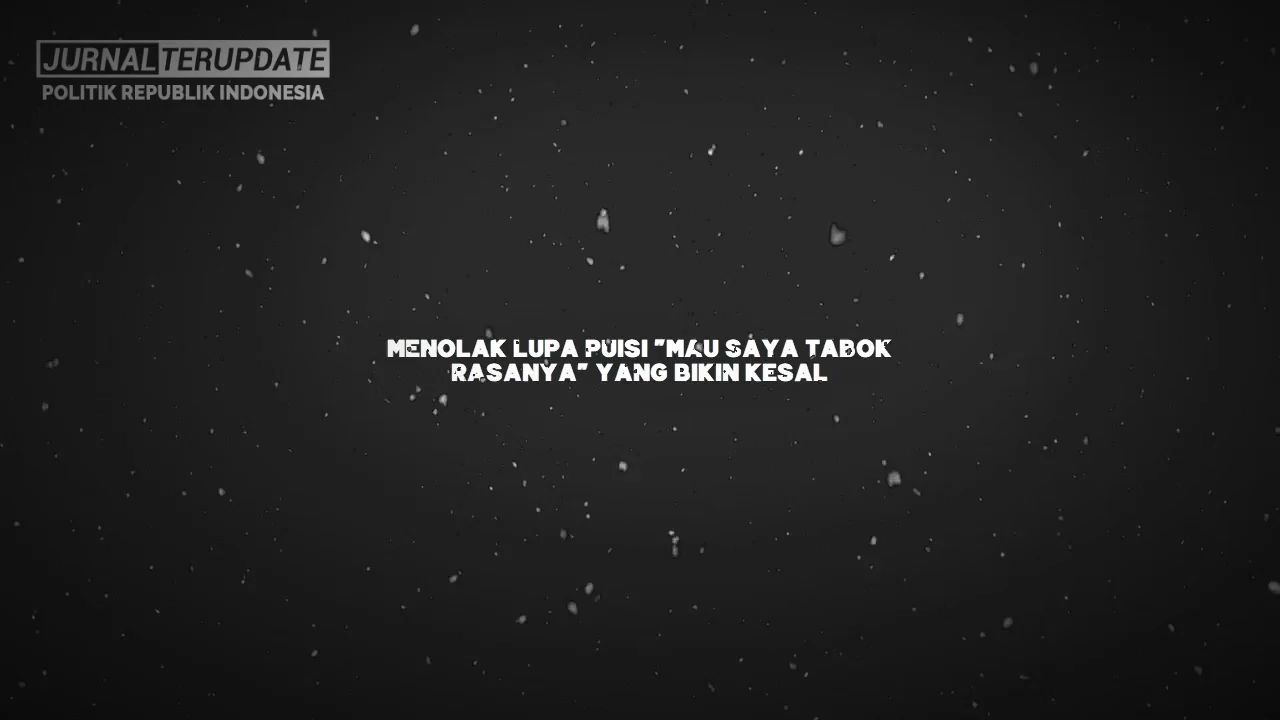 JURNALTERUPDATE
POLITIK REPUBLIK INDONESIA
MENOLAK LUPA PUISI "MAU SAYA TABOK
RASANYA" YANG BIKIN KESAL